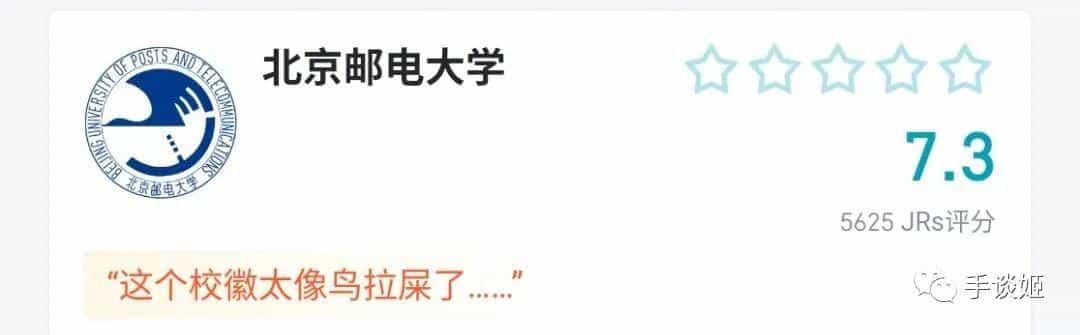 北京邮电大学
BEIJING UNIVERSITY OF POSTS AND TELECOMMUNICATIONS
北京邮电大学
7.3
5625 JRs评分
“这个校徽太像鸟拉屎了……”
手谈姬